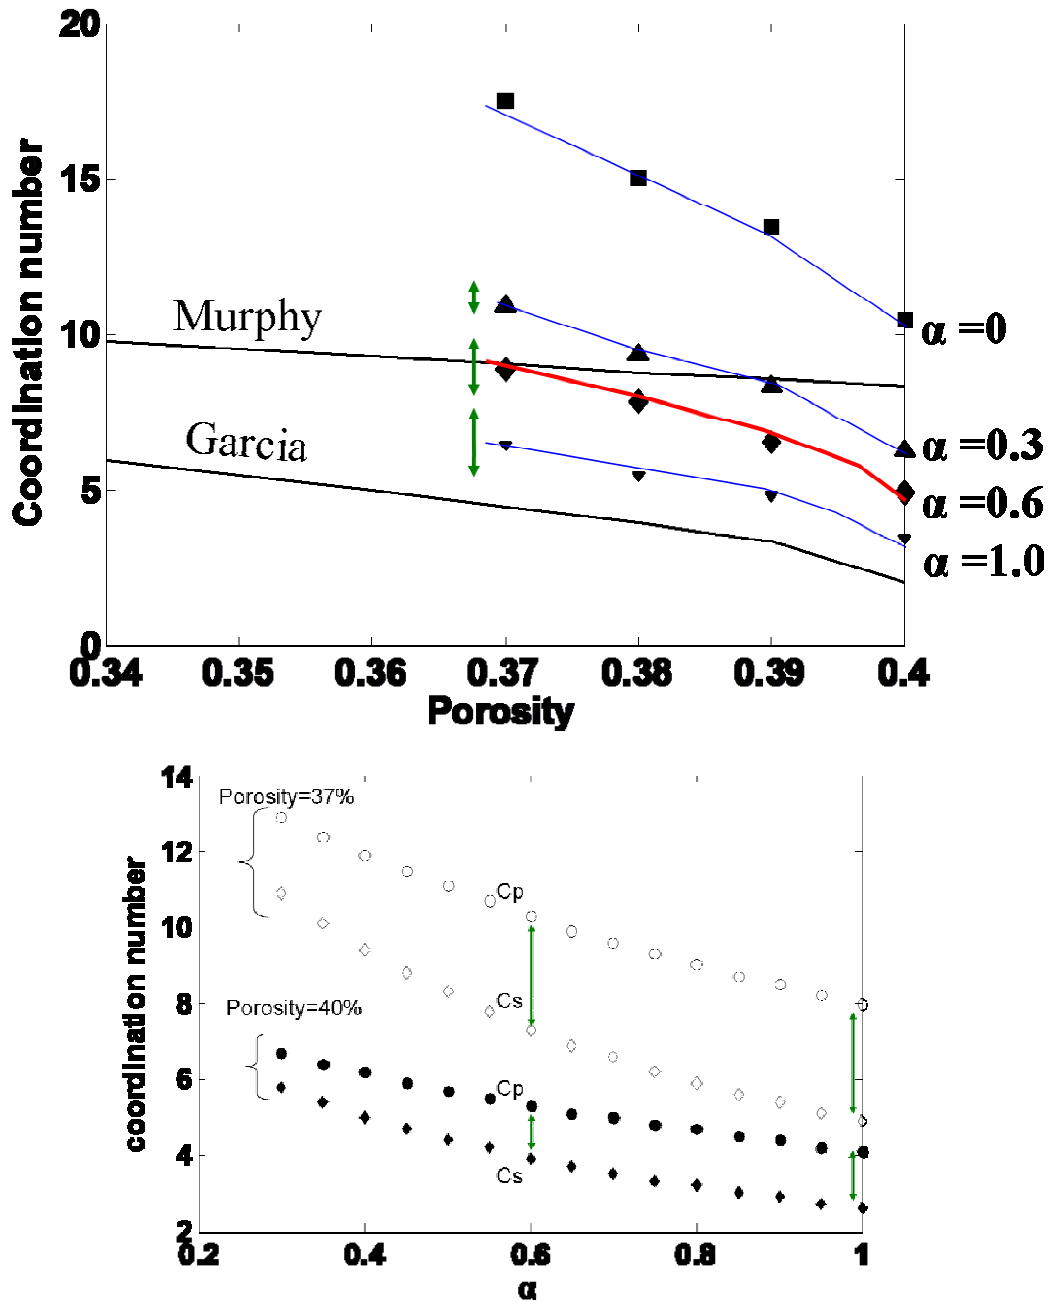 20
15
10
5
0
Coordination number
Murphy
Garcia
α =0
α =0.3
α =0.6
α =1.0
0.34 0.35 0.36 0.37 0.38 0.39 0.4
Porosity
14
12
10
8
6
4
2
coordination number
Porosity=37%
Cp
Cs
Porosity=40%
Cp
Cs
0.2 0.4 0.6 0.8 1
α